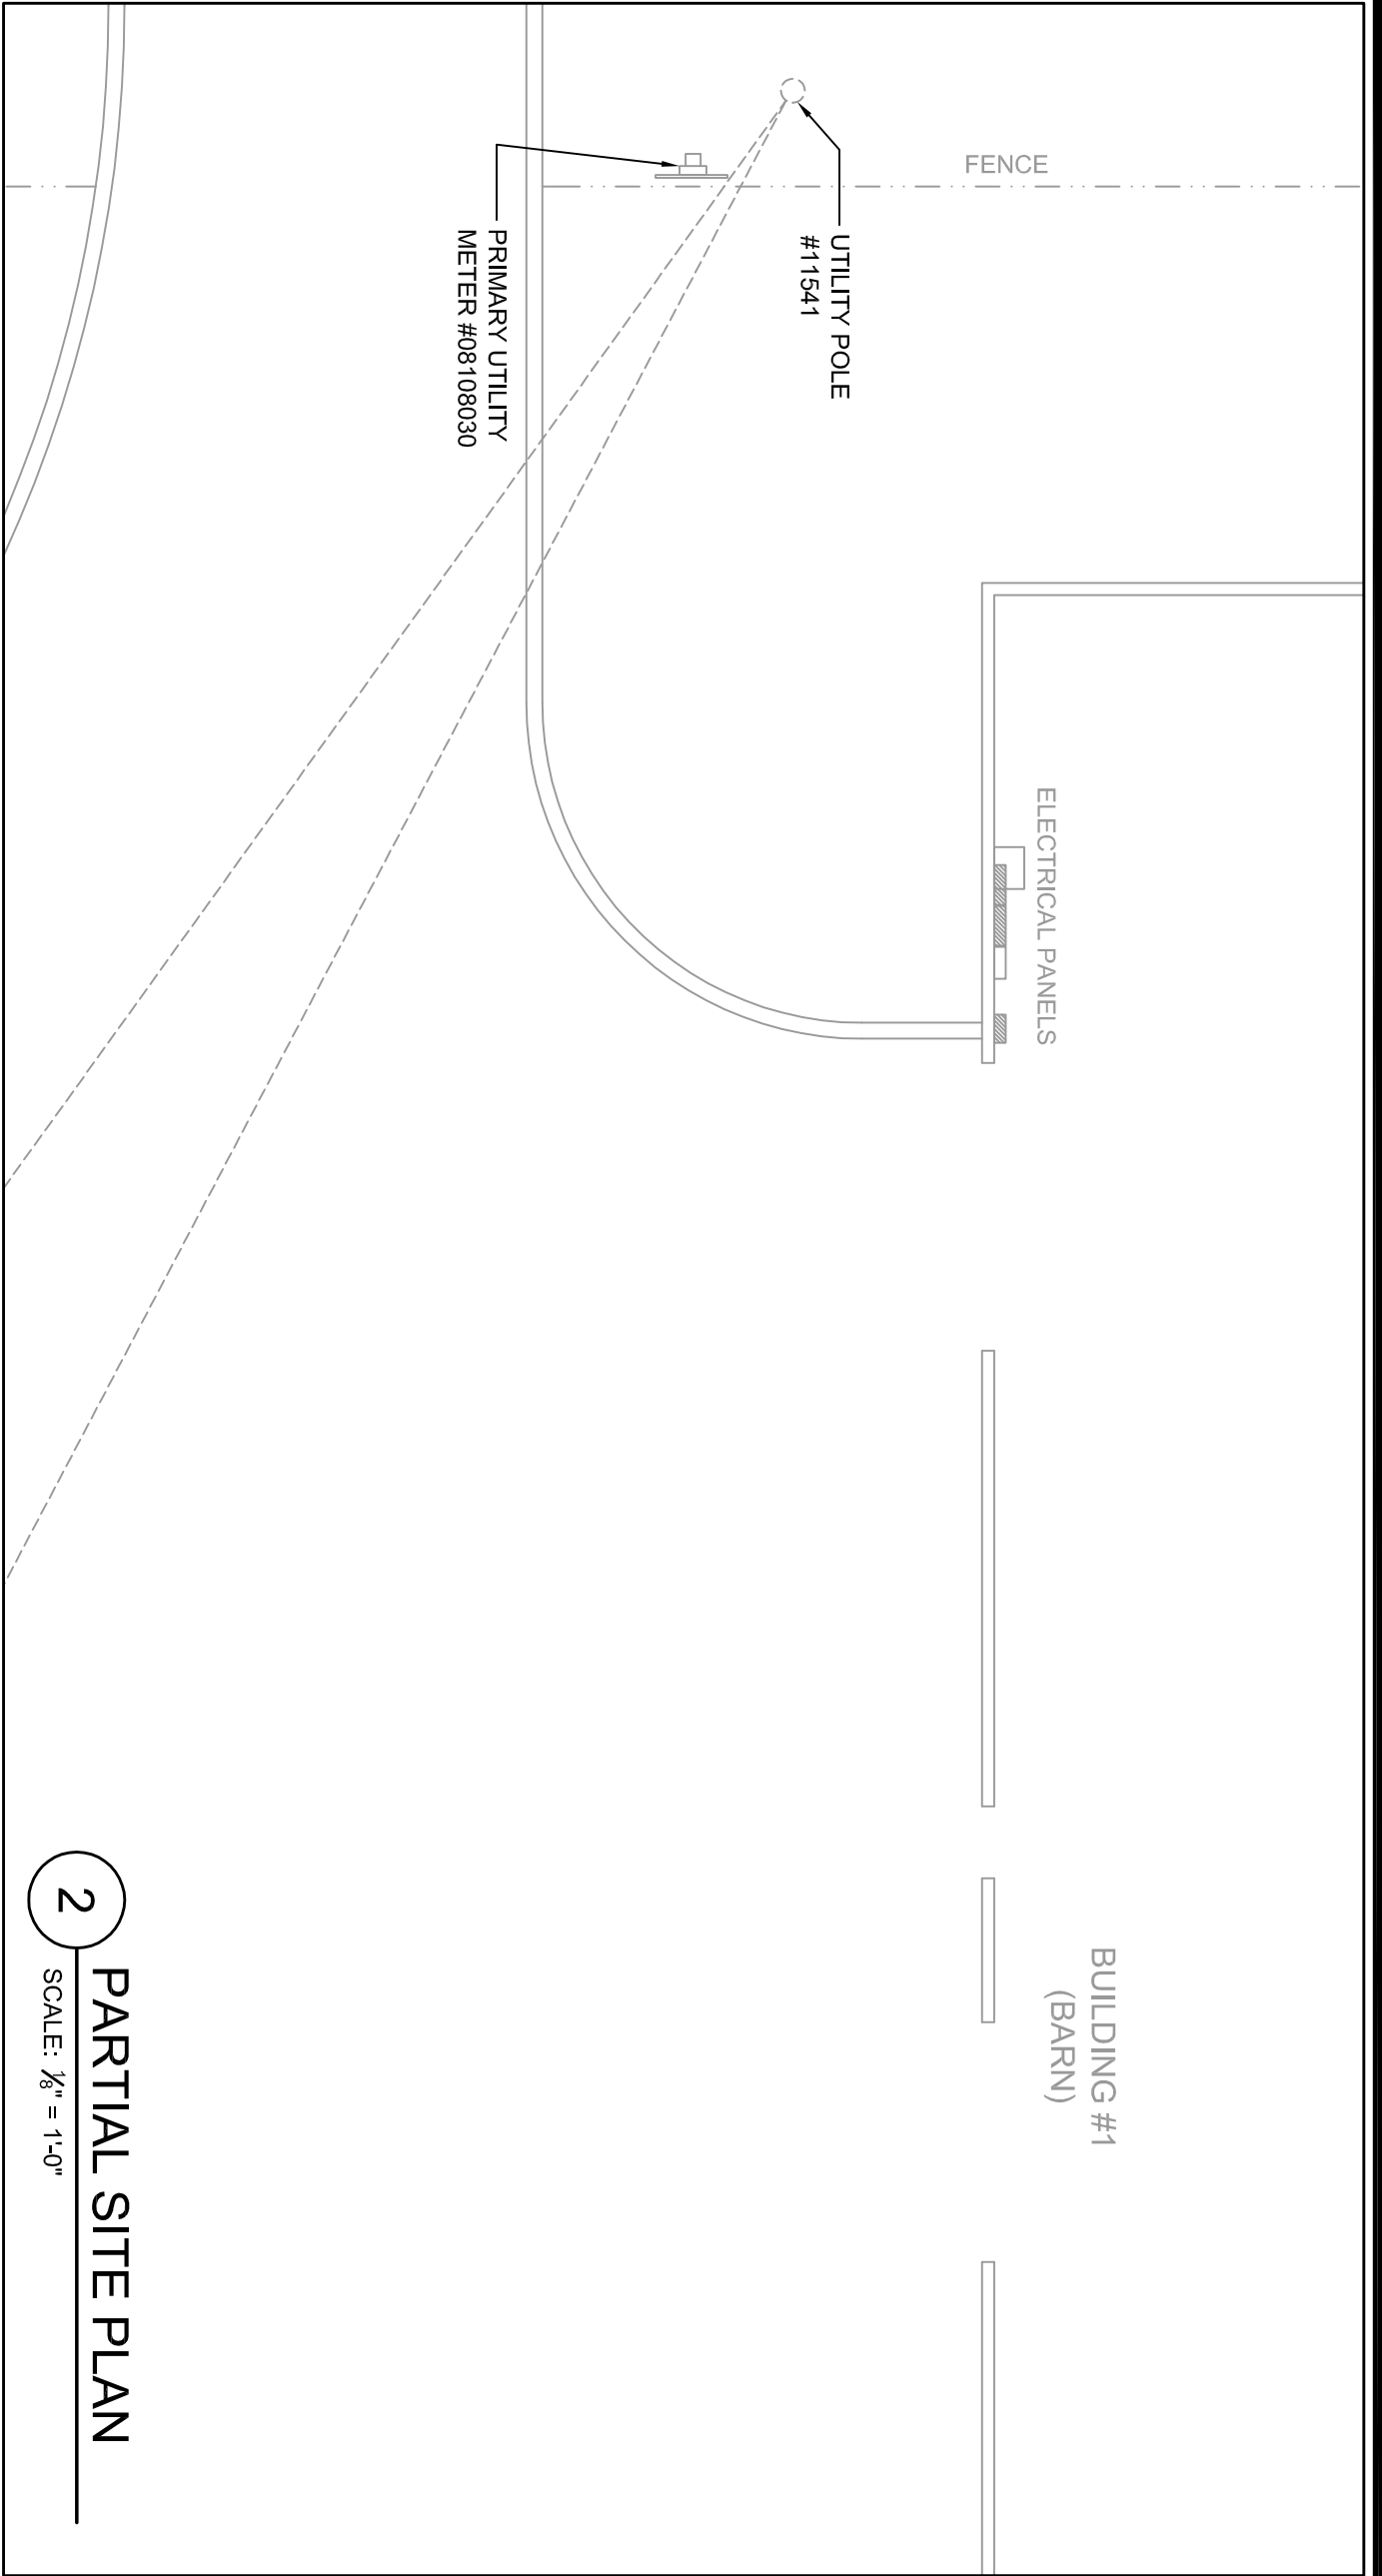 FENCE
UTILITY POLE
#11541
PRIMARY UTILITY
METER #08108030
ELECTRICAL PANELS
BUILDING #1
(BARN)
2
PARTIAL SITE PLAN
SCALE: ⅛" = 1'-0"